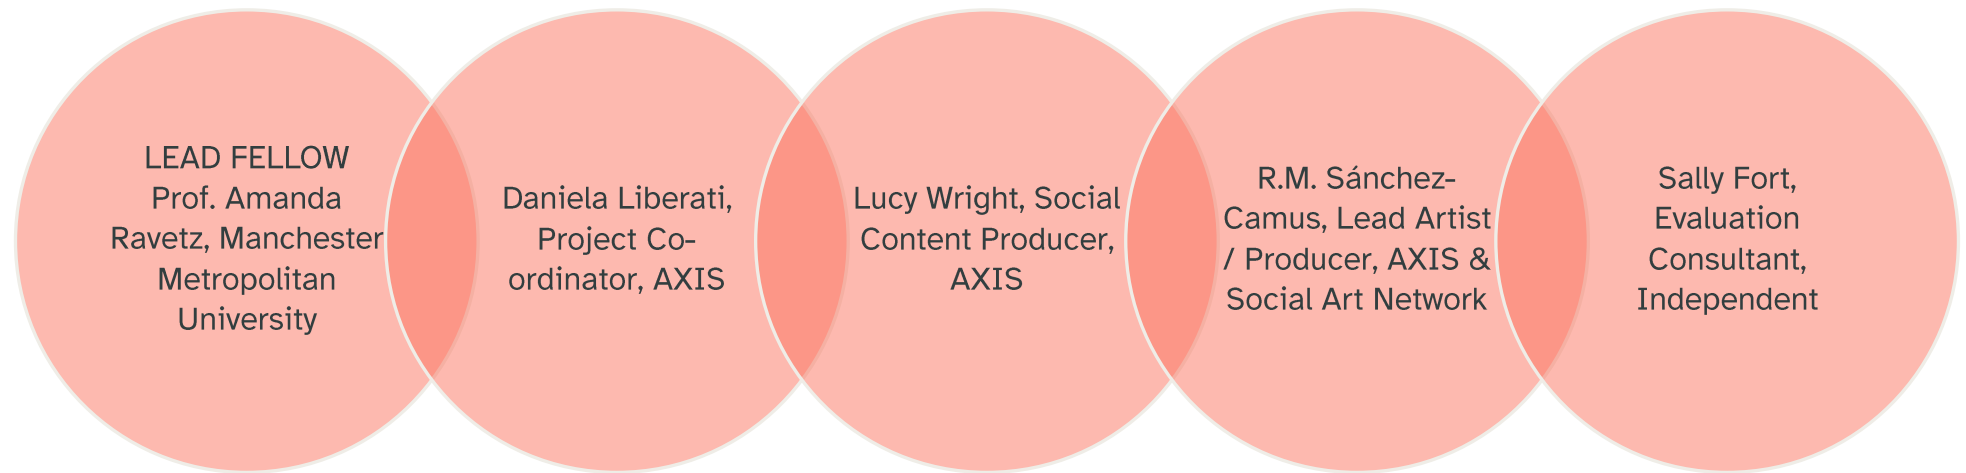 LEAD FELLOW
Prof. Amanda
Ravetz, Manchester
Metropolitan
University
Daniela Liberati,
Project Co-
ordinator, AXIS
Lucy Wright, Social
Content Producer,
AXIS
R.M. Sánchez-
Camus, Lead Artist
/ Producer, AXIS &
Social Art Network
Sally Fort,
Evaluation
Consultant,
Independent